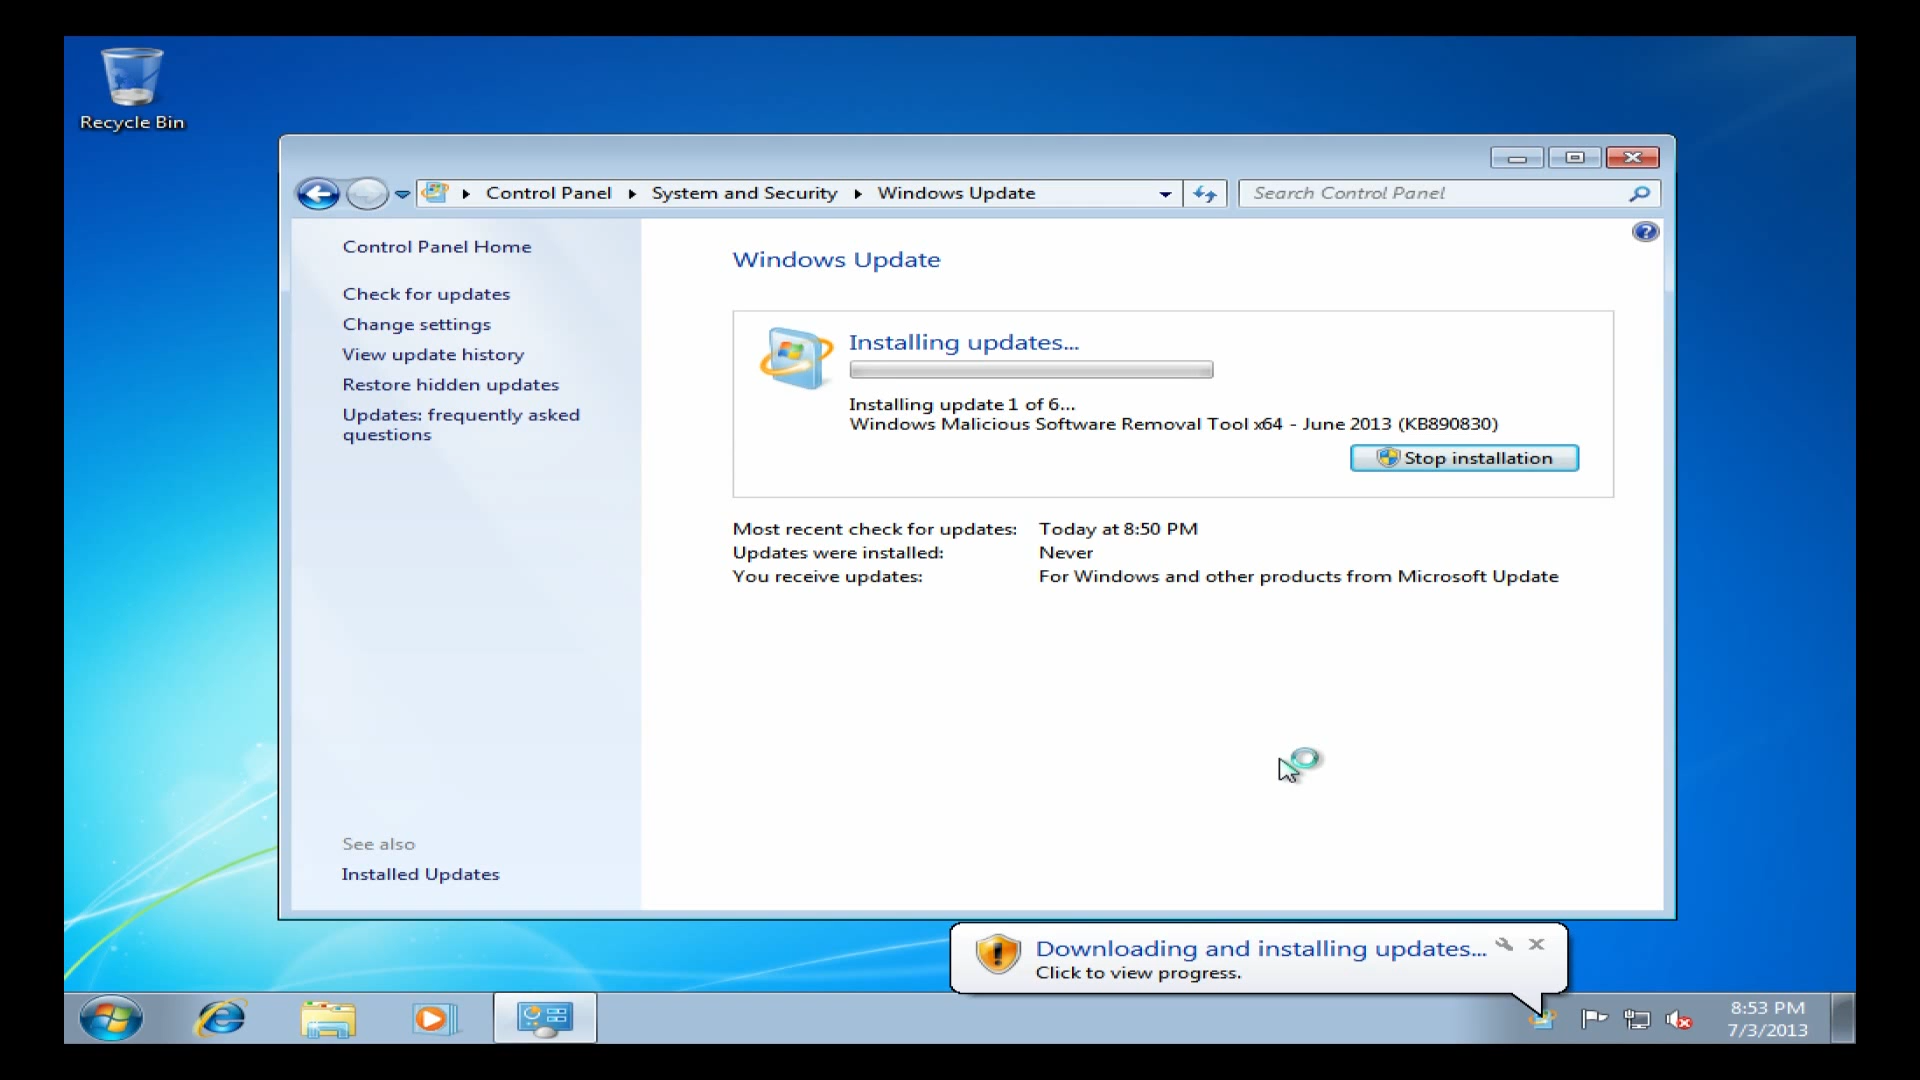 Recycle Bin
Control Panel
System and Security
Windows Update
Search Control Panel
Control Panel Home
Check for updates
Change settings
View update history
Restore hidden updates
Updates: frequently asked
questions
See also
Installed Updates
Windows Update
Installing updates...
Installing update 1 of 6...
Windows Malicious Software Removal Tool x64 - June 2013 (KB890830)
Stop installation
Most recent check for updates: Today at 8:50 PM
Updates were installed: Never
You receive updates: For Windows and other products from Microsoft Update
Downloading and installing updates...
Click to view progress.
8:53 PM
7/3/2013